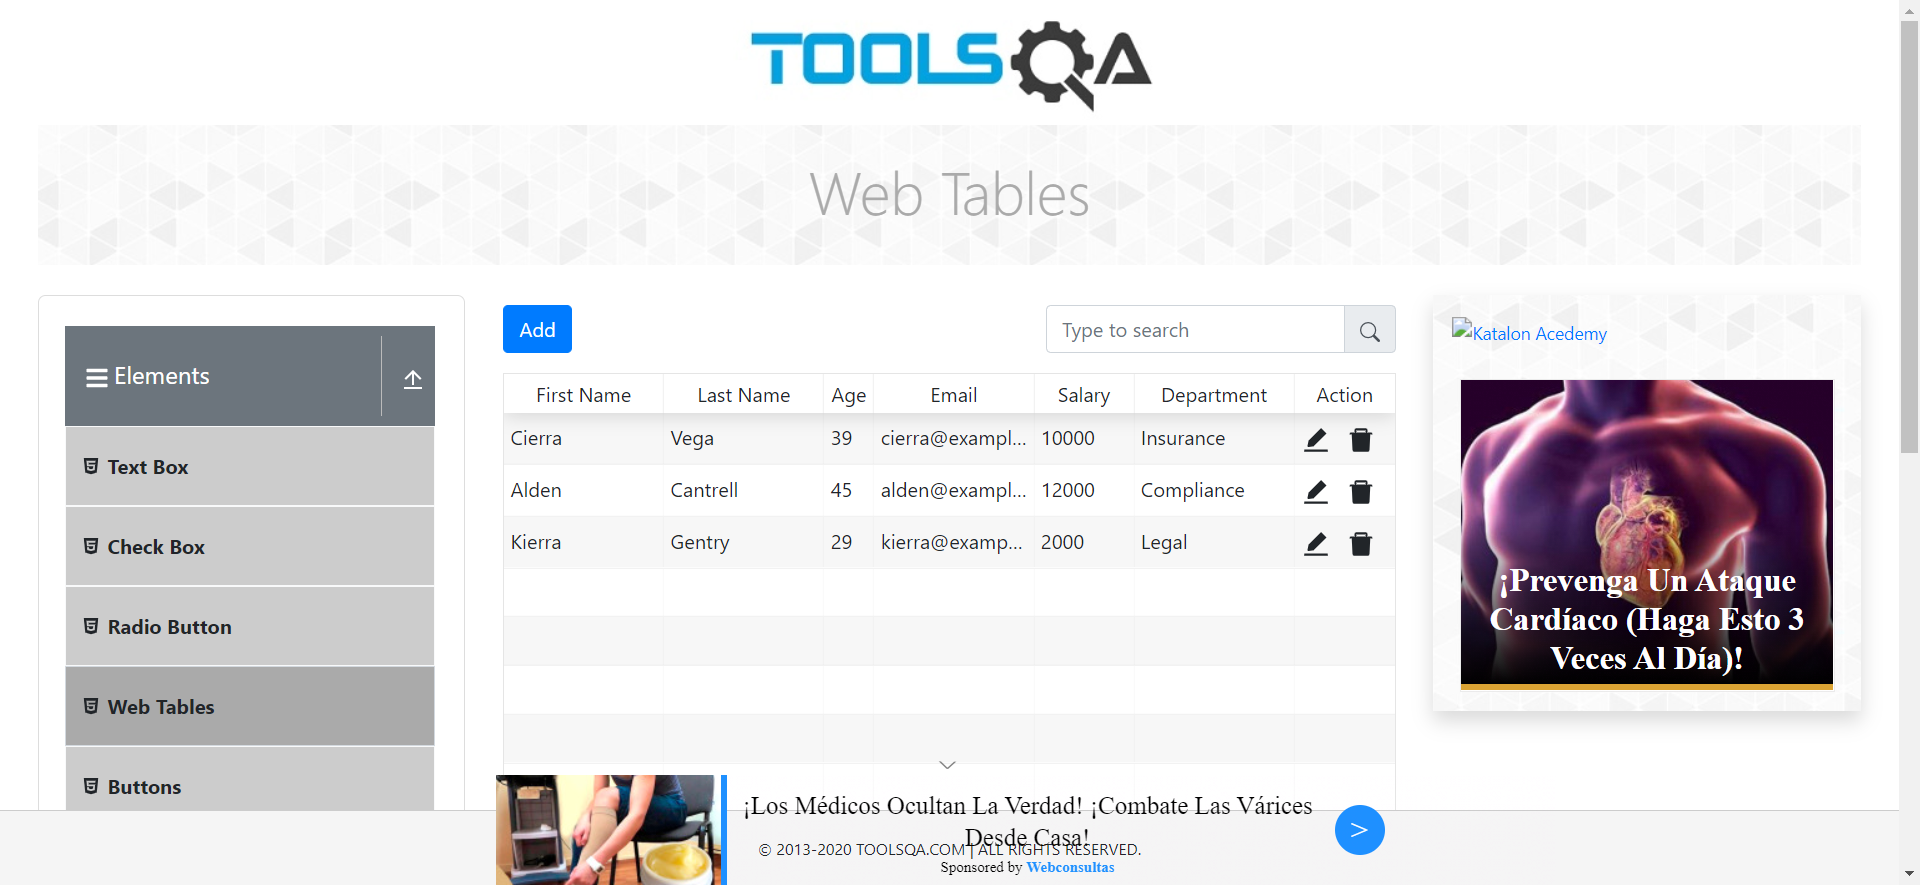 TOOLSQA
Web Tables
Elements
Text Box
Check Box
Radio Button
Web Tables
Buttons
Add
Type to search
First Name Last Name Age Email Salary Department Action
Cierra Vega 39 cierra@exampl... 10000 Insurance
Alden Cantrell 45 alden@exampl... 12000 Compliance
Kierra Gentry 29 kierra@examp... 2000 Legal
Katalon Acedemy
¡Prevenga Un Ataque
Cardíaco (Haga Esto 3
Veces Al Día)!
¡Los Médicos Ocultan La Verdad! ¡Combate Las Várices
Desde Casa!
>
© 2013-2020 TOOLSQA.COM | ALL RIGHTS RESERVED.
Sponsored by Webconsultas